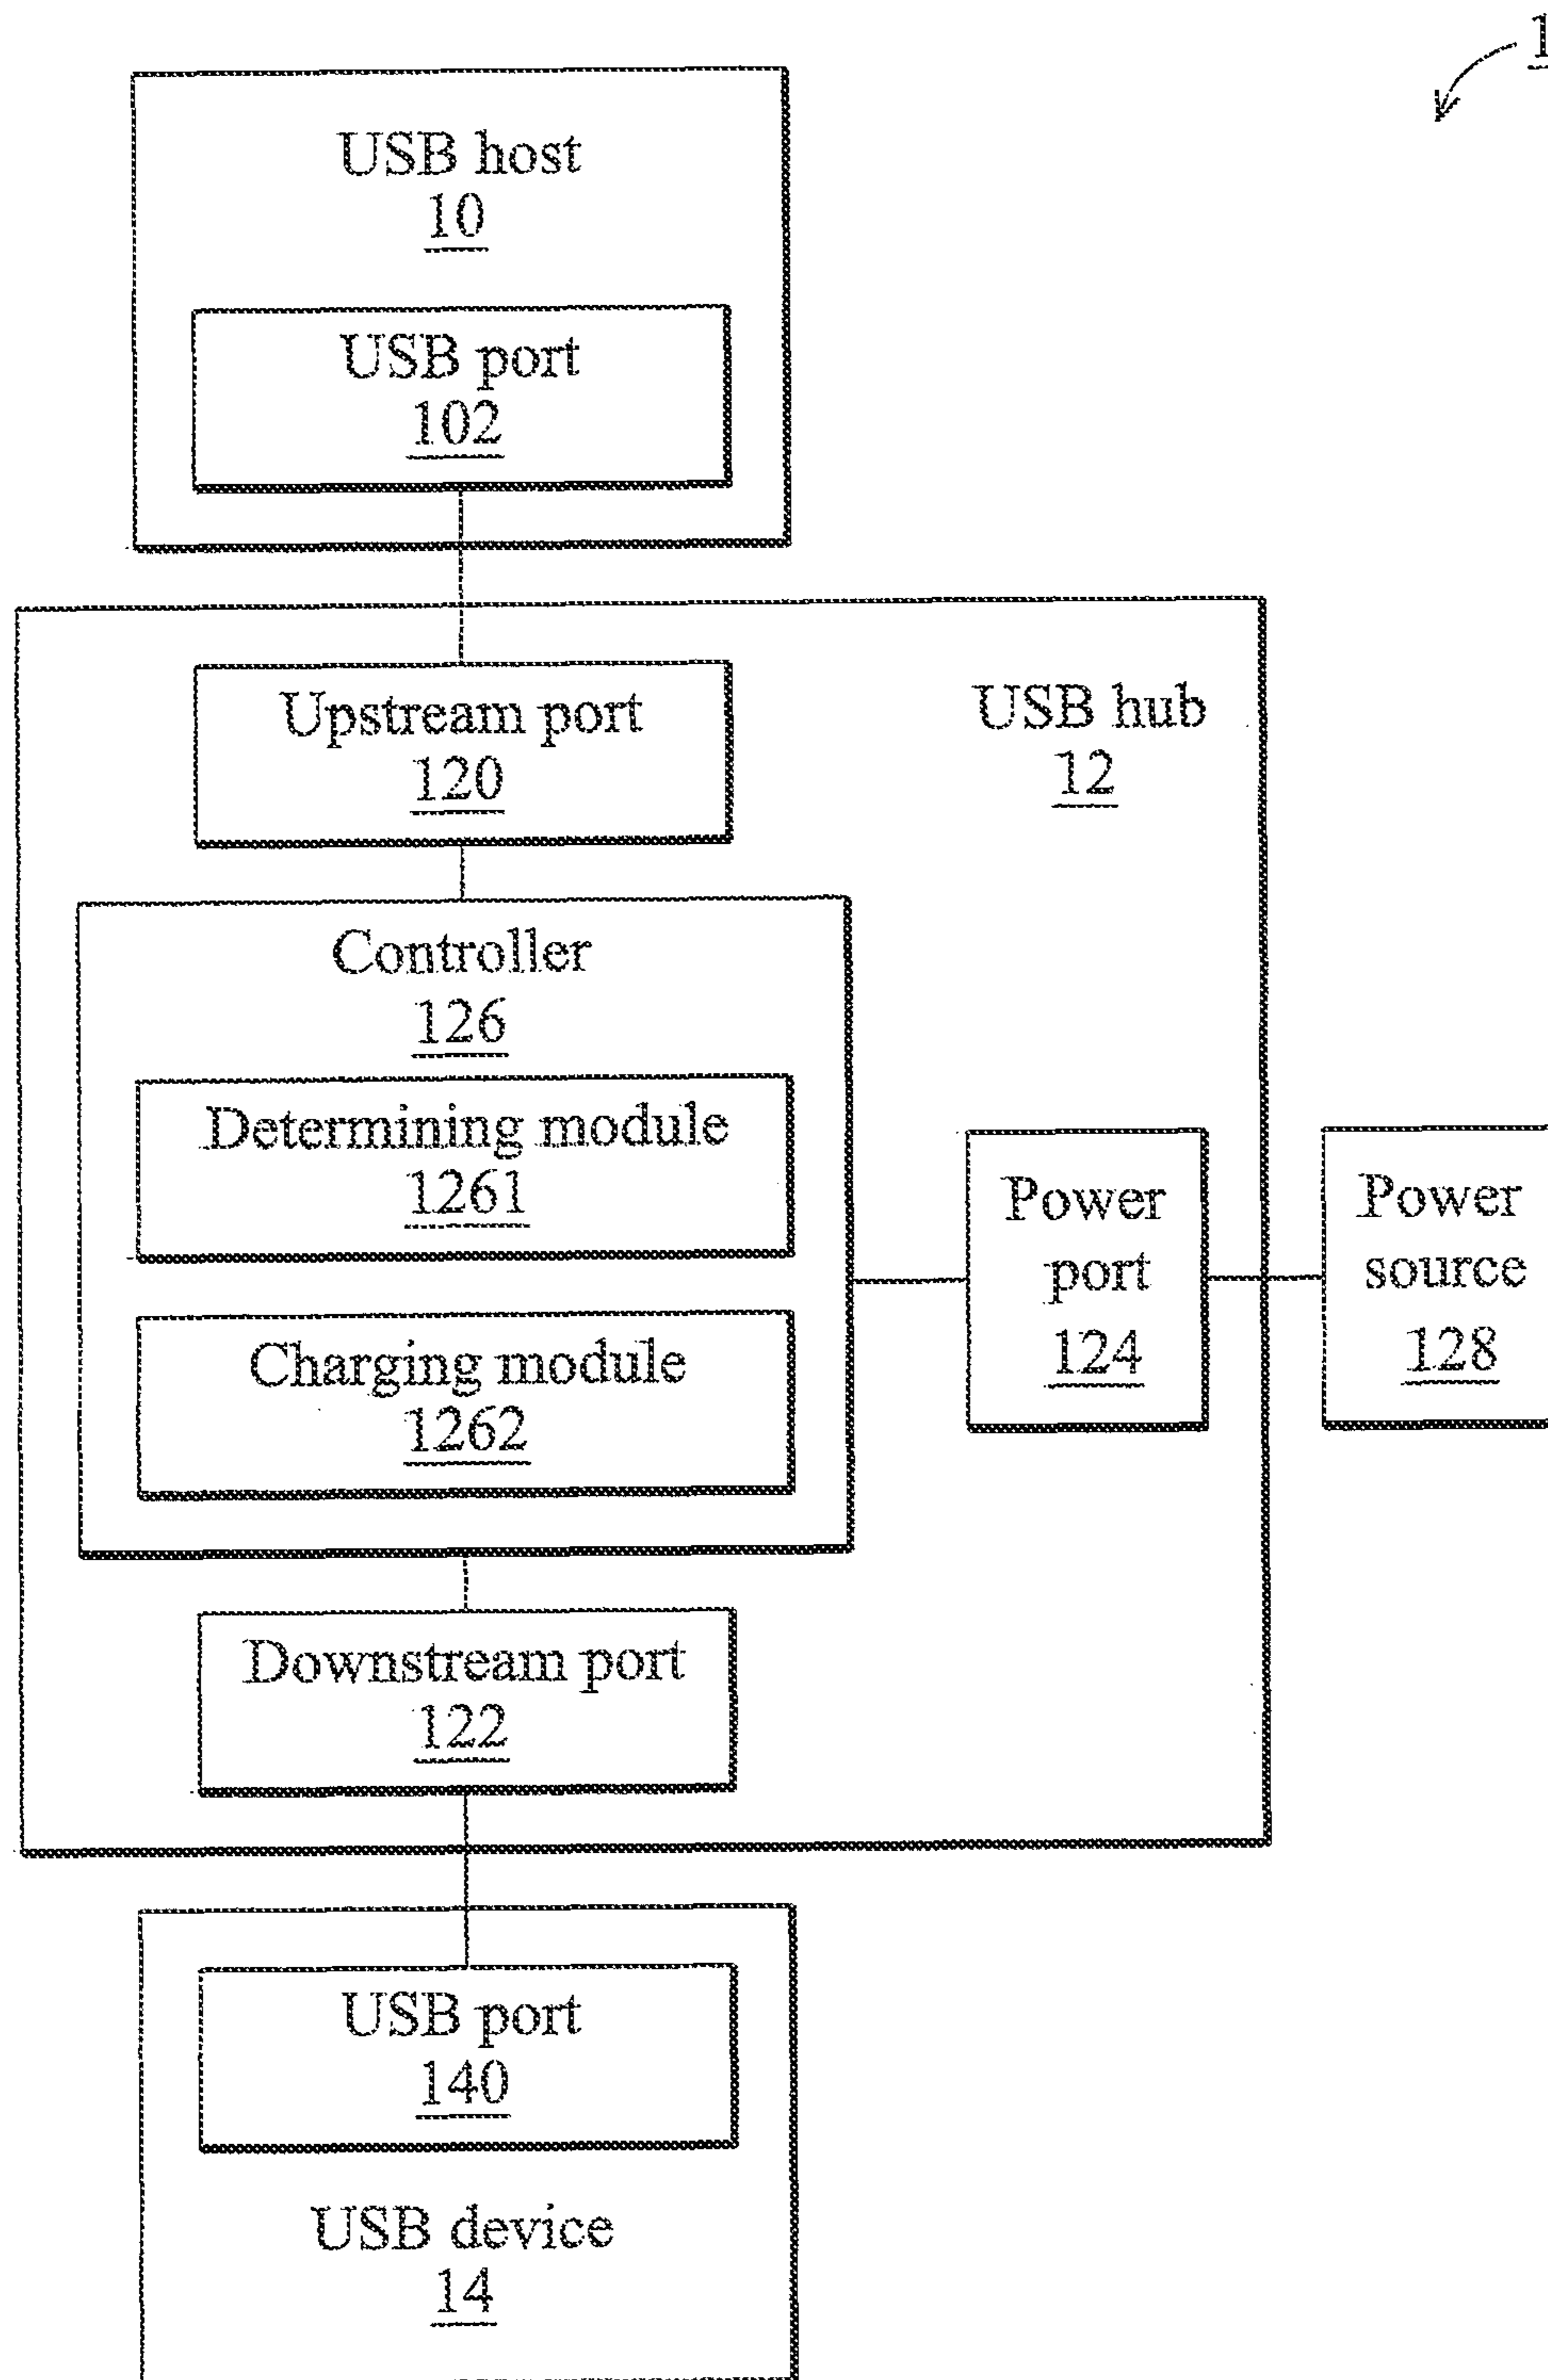 1
USB host
10
USB port
102
Upstream port
120
USB hub
12
Controller
126
Determining module
1261
Charging module
1262
Power
port
124
Power
source
128
Downstream port
122
USB port
140
USB device
14